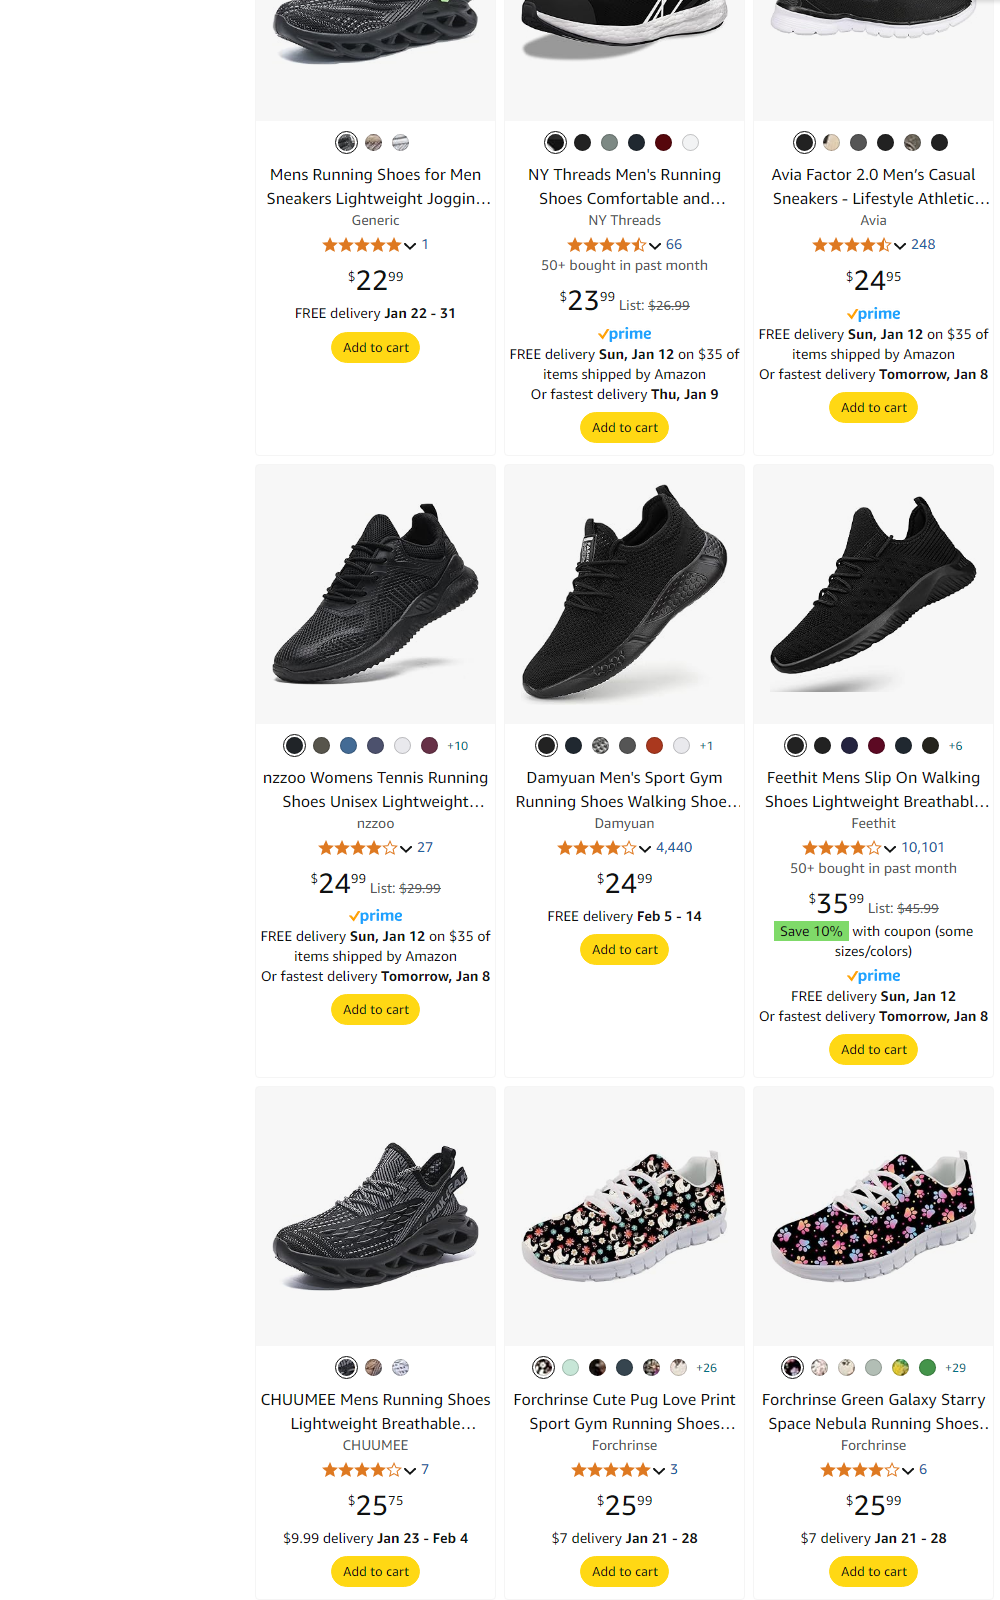 Mens Running Shoes for Men
Sneakers Lightweight Joggin...
Generic
1
$22.99
FREE delivery Jan 22 - 31
Add to cart
NY Threads Men's Running
Shoes Comfortable and...
NY Threads
66
50+ bought in past month
$23.99 List: $26.99
prime
FREE delivery Sun, Jan 12 on $35 of
items shipped by Amazon
Or fastest delivery Thu, Jan 9
Add to cart
Avia Factor 2.0 Men's Casual
Sneakers - Lifestyle Athletic...
Avia
248
$24.95
prime
FREE delivery Sun, Jan 12 on $35 of
items shipped by Amazon
Or fastest delivery Tomorrow, Jan 8
Add to cart
+10
nzzoo Womens Tennis Running
Shoes Unisex Lightweight...
nzzoo
27
$24.99 List: $29.99
prime
FREE delivery Sun, Jan 12 on $35 of
items shipped by Amazon
Or fastest delivery Tomorrow, Jan 8
Add to cart
+1
Damyuan Men's Sport Gym
Running Shoes Walking Shoe...
Damyuan
4,440
$24.99
FREE delivery Feb 5 - 14
Add to cart
+6
Feethit Mens Slip On Walking
Shoes Lightweight Breathabl...
Feethit
10,101
50+ bought in past month
$35.99 List: $45.99
Save 10% with coupon (some
sizes/colors)
prime
FREE delivery Sun, Jan 12
Or fastest delivery Tomorrow, Jan 8
Add to cart
CHUUMEE Mens Running Shoes
Lightweight Breathable...
CHUUMEE
7
$25.75
$9.99 delivery Jan 23 - Feb 4
Add to cart
+26
Forchrinse Cute Pug Love Print
Sport Gym Running Shoes...
Forchrinse
3
$25.99
$7 delivery Jan 21 - 28
Add to cart
+29
Forchrinse Green Galaxy Starry
Space Nebula Running Shoes...
Forchrinse
6
$25.99
$7 delivery Jan 21 - 28
Add to cart